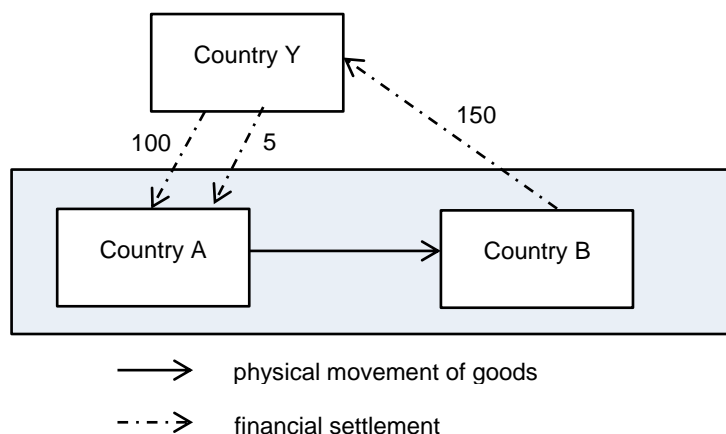 Country Y
150
100
5
Country A
Country B
physical movement of goods
financial settlement